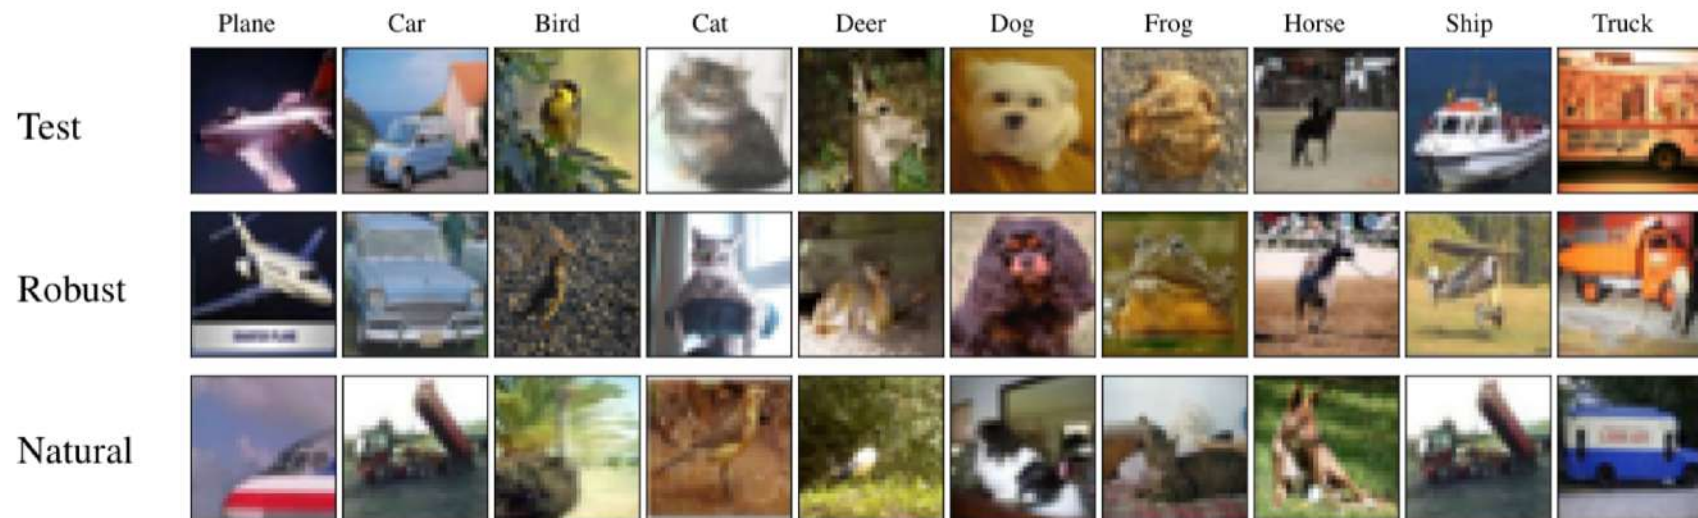 Plane Car Bird Cat Deer Dog Frog Horse Ship Truck
Test
Robust
Natural